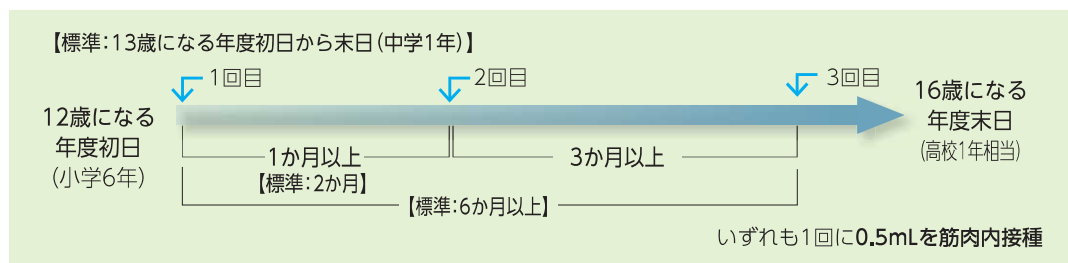 【標準:13歳になる年度初日から末日(中学1年)】
1回目
2回目
3回目
12歳になる
年度初日
(小学6年)
16歳になる
年度末日
(高校1年相当)
1か月以上
【標準:2か月】
3か月以上
【標準:6か月以上】
いずれも1回に0.5mLを筋肉内接種